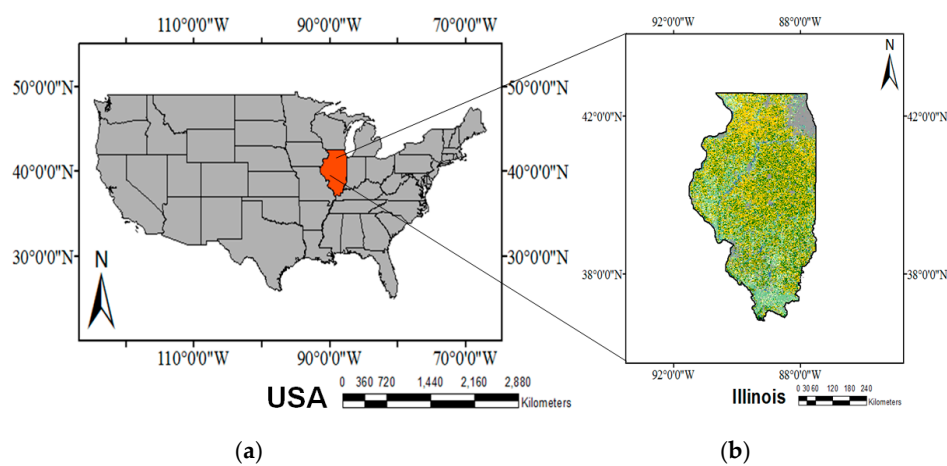 110°0'0"W 90°0'0"W 70°0'0"W
50°0'0"N 50°0'0"N
40°0'0"N 40°0'0"N
30°0'0"N 30°0'0"N
N
110°0'0"W 90°0'0"W 70°0'0"W
USA
0 360 720 1,440 2,160 2,880
Kilometers
(a)
92°0'0"W 88°0'0"W
N
42°0'0"N 42°0'0"N
38°0'0"N 38°0'0"N
92°0'0"W 88°0'0"W
Illinois
0 30 60 120 180 240
Kilometers
(b)